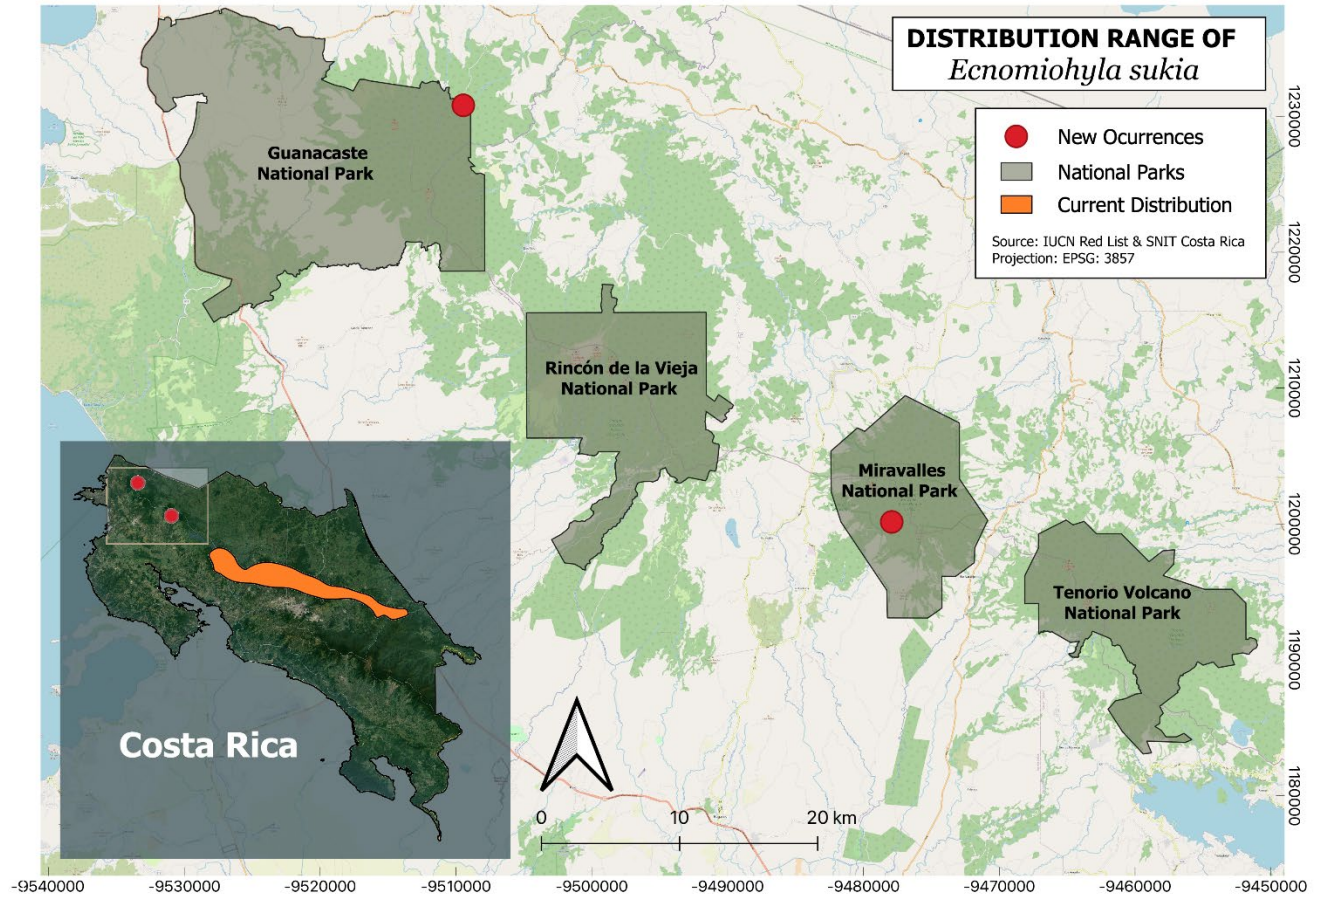 DISTRIBUTION RANGE OF
Ecnomiohyla sukia
New Ocurrences
National Parks
Current Distribution
Source: IUCN Red List & SNIT Costa Rica
Projection: EPSG: 3857
Guanacaste
National Park
Rincón de la Vieja
National Park
Miravalles
National Park
Tenorio Volcano
National Park
Costa Rica
0 10 20 km
1230000
1220000
1210000
1200000
1190000
1180000
-9540000 -9530000 -9520000 -9510000 -9500000 -9490000 -9480000 -9470000 -9460000 -9450000